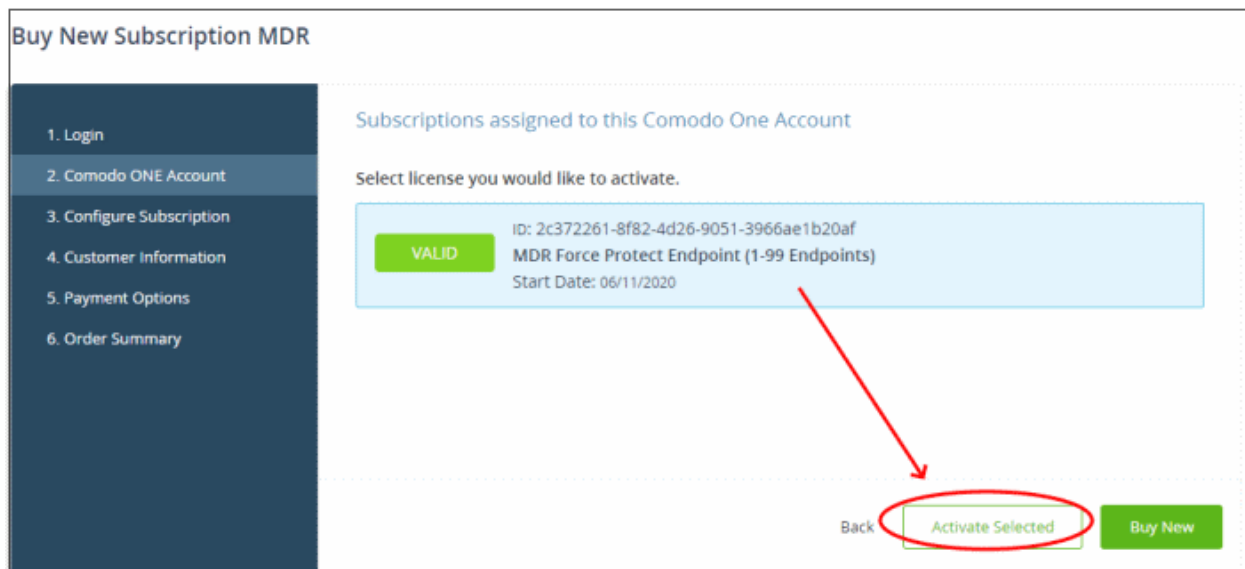 Buy New Subscription MDR
1. Login
2. Comodo ONE Account
3. Configure Subscription
4. Customer Information
5. Payment Options
6. Order Summary
Subscriptions assigned to this Comodo One Account
Select license you would like to activate.
VALID
ID: 2c372261-8f82-4d26-9051-3966ae1b20af
MDR Force Protect Endpoint (1-99 Endpoints)
Start Date: 06/11/2020
Back
Activate Selected
Buy New